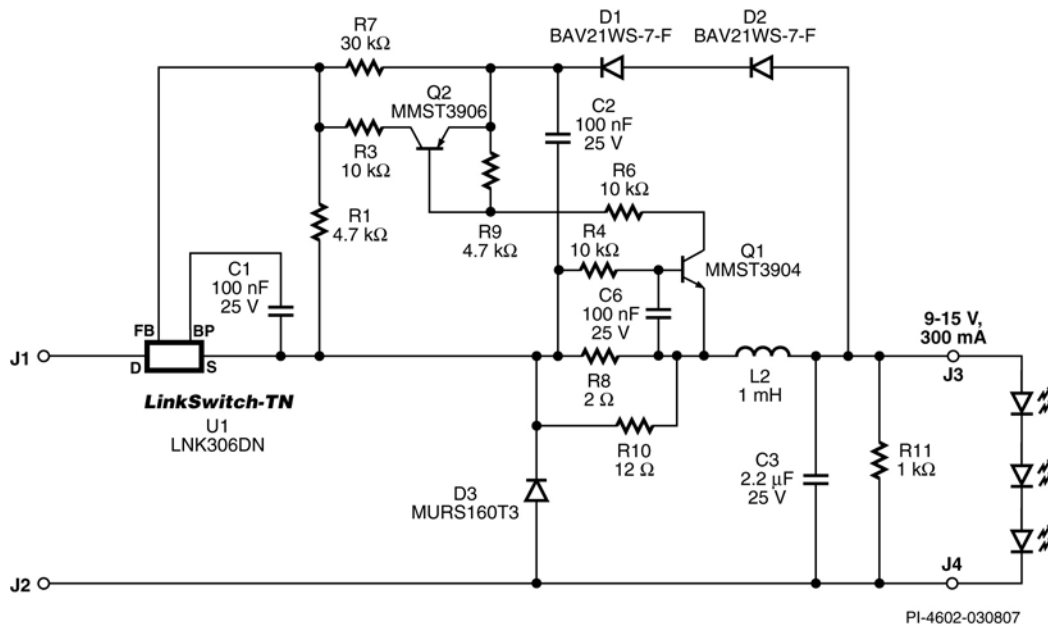 R7
30 kΩ
D1
BAV21WS-7-F
D2
BAV21WS-7-F
Q2
MMST3906
C2
100 nF
25 V
R3
10 kΩ
R6
10 kΩ
R1
4.7 kΩ
R9
4.7 kΩ
R4
10 kΩ
Q1
MMST3904
C1
100 nF
25 V
C6
100 nF
25 V
FB
BP
9-15 V,
300 mA
J1
D
S
R8
2 Ω
L2
1 mH
J3
LinkSwitch-TN
U1
LNK306DN
R10
12 Ω
C3
2.2 μF
25 V
R11
1 kΩ
D3
MURS160T3
J2
J4
PI-4602-030807